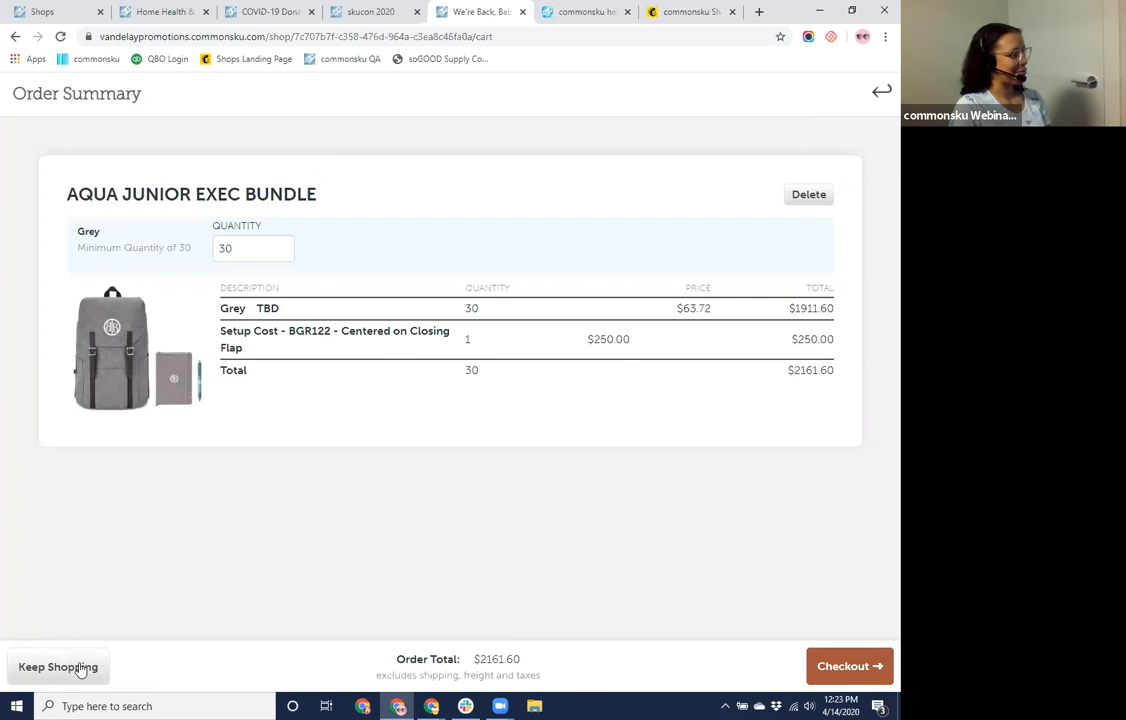 Shops
Home Health &
COVID-19 Don
skucon 2020
We're Back, Bab
commonsku he
commonsku Sh
vandelaypromotions.commonsku.com/shop/7c707b7f-c358-476d-964a-c3ea8c46fa0a/cart
Apps
commonsku
QBO Login
Shops Landing Page
commonsku QA
soGOOD Supply Co...
commonsku Webina...
Order Summary
AQUA JUNIOR EXEC BUNDLE
Delete
Grey
Minimum Quantity of 30
QUANTITY
30
DESCRIPTION QUANTITY PRICE TOTAL
Grey TBD 30 $63.72 $1911.60
Setup Cost - BGR122 - Centered on Closing Flap 1 $250.00 $250.00
Total 30 $2161.60
Keep Shopping
Order Total: $2161.60
excludes shipping, freight and taxes
Checkout →
Type here to search
12:23 PM
4/14/2020
3